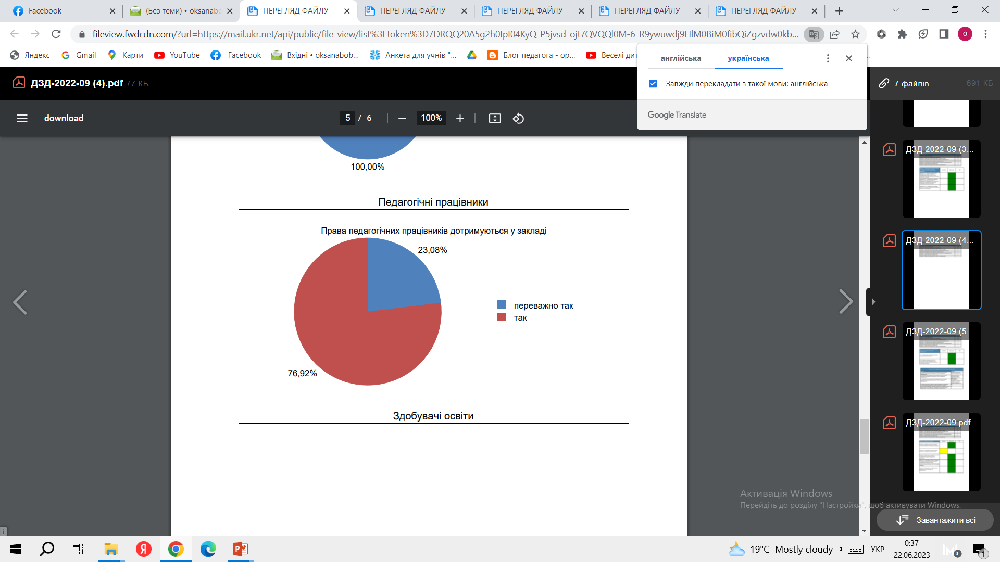 Facebook
(Без теми) • oksanabo
ПЕРЕГЛЯД ФАЙЛУ
ПЕРЕГЛЯД ФАЙЛУ
ПЕРЕГЛЯД ФАЙЛУ
ПЕРЕГЛЯД ФАЙЛУ
ПЕРЕГЛЯД ФАЙЛУ
fileview.fwdcdn.com/?url=https://mail.ukr.net/api/public/file_view/list%3Ftoken%3D7DRQQ20A5g2h0IpI04KyQ_P5jvsd_ojt7QVQQl0M-6_R9ywuwdj9HlM0BiM0fibQiZgzvdw0kb...
O
Яндекс
Gmail
Карти
YouTube
Facebook
Вхідні • oksanabob...
Анкета для учнів "...
Блог педагога - ор...
Веселі дит
англійська
українська
Завжди перекладати з такої мови: англійська
Google Translate
ДЗД-2022-09 (4).pdf 77 КБ
7 файлів
691 КБ
download
5 / 6
100%
100,00%
Педагогічні працівники
Права педагогічних працівників дотримуються у закладі
23,08%
переважно так
так
76,92%
Здобувачі освіти
ДЗД-2022-09 (3...
ДЗД-2022-09 (4...
ДЗД-2022-09 (5...
ДЗД-2022-09.pdf
Активація Windows
Перейдіть до розділу "Настройки", щоб активувати Windows.
Завантажити всі
19°C Mostly cloudy
УКР
0:37
22.06.2023
3
1